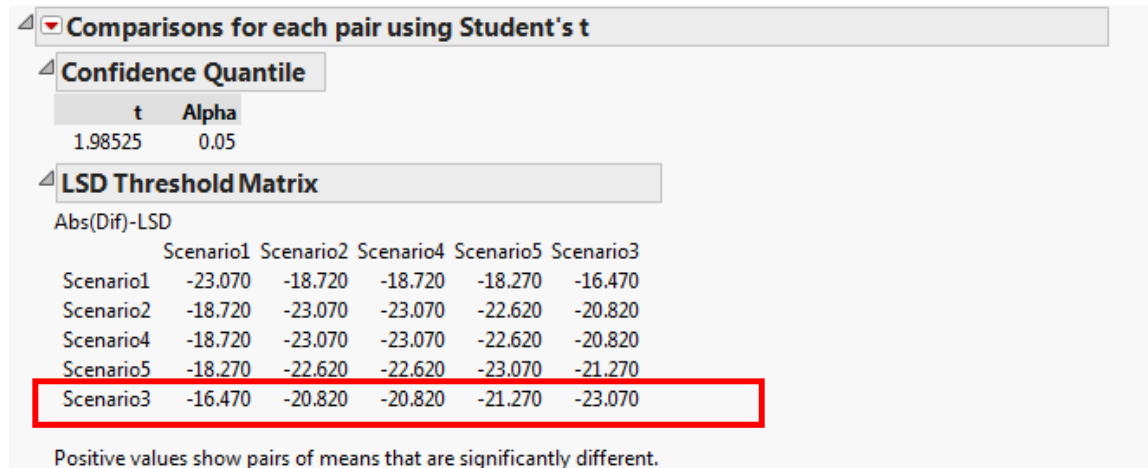 Comparisons for each pair using Student's t
Confidence Quantile
t Alpha
1.98525 0.05
LSD Threshold Matrix
Abs(Dif)-LSD
Scenario1 Scenario2 Scenario4 Scenario5 Scenario3
Scenario1 -23.070 -18.720 -18.720 -18.270 -16.470
Scenario2 -18.720 -23.070 -23.070 -22.620 -20.820
Scenario4 -18.720 -23.070 -23.070 -22.620 -20.820
Scenario5 -18.270 -22.620 -22.620 -23.070 -21.270
Scenario3 -16.470 -20.820 -20.820 -21.270 -23.070
Positive values show pairs of means that are significantly different.